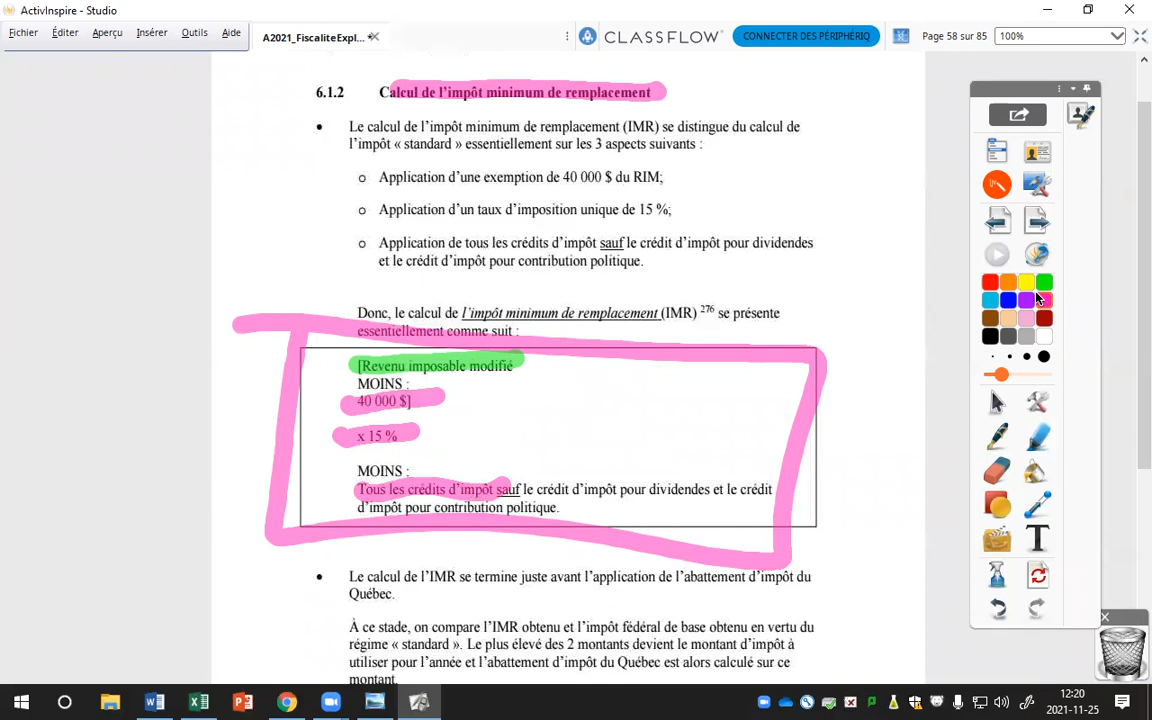 ActivInspire - Studio
Fichier Éditer Aperçu Insérer Outils Aide
A2021_FiscaliteExpl...
CLASSFLOW
CONNECTER DES PÉRIPHÉRIQ
Page 58 sur 85
100%
6.1.2 Calcul de l'impôt minimum de remplacement
• Le calcul de l'impôt minimum de remplacement (IMR) se distingue du calcul de
l'impôt « standard » essentiellement sur les 3 aspects suivants :
o Application d'une exemption de 40 000 $ du RIM;
o Application d'un taux d'imposition unique de 15 %;
o Application de tous les crédits d'impôt sauf le crédit d'impôt pour dividendes
et le crédit d'impôt pour contribution politique.
Donc, le calcul de l'impôt minimum de remplacement (IMR) 276 se présente
essentiellement comme suit :
[Revenu imposable modifié
MOINS :
40 000 $]
x 15 %
MOINS :
Tous les crédits d'impôt sauf le crédit d'impôt pour dividendes et le crédit
d'impôt pour contribution politique.
• Le calcul de l'IMR se termine juste avant l'application de l'abattement d'impôt du
Québec.
À ce stade, on compare l'IMR obtenu et l'impôt fédéral de base obtenu en vertu du
régime « standard ». Le plus élevé des 2 montants devient le montant d'impôt à
utiliser pour l'année et l'abattement d'impôt du Québec est alors calculé sur ce
montant.
12:20
2021-11-25